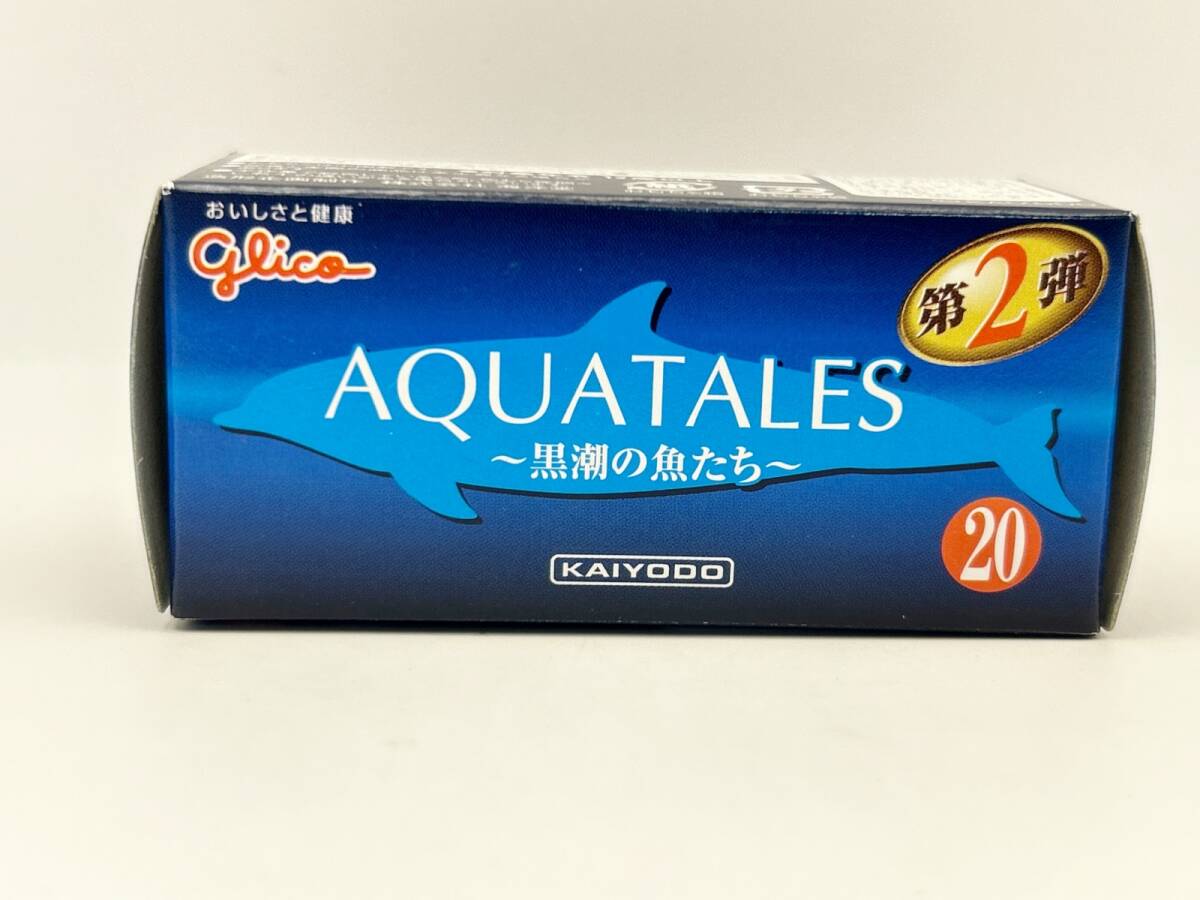 おいしさと健康
glico
第2弾
AQUATALES
～黒潮の魚たち～
20
KAIYODO